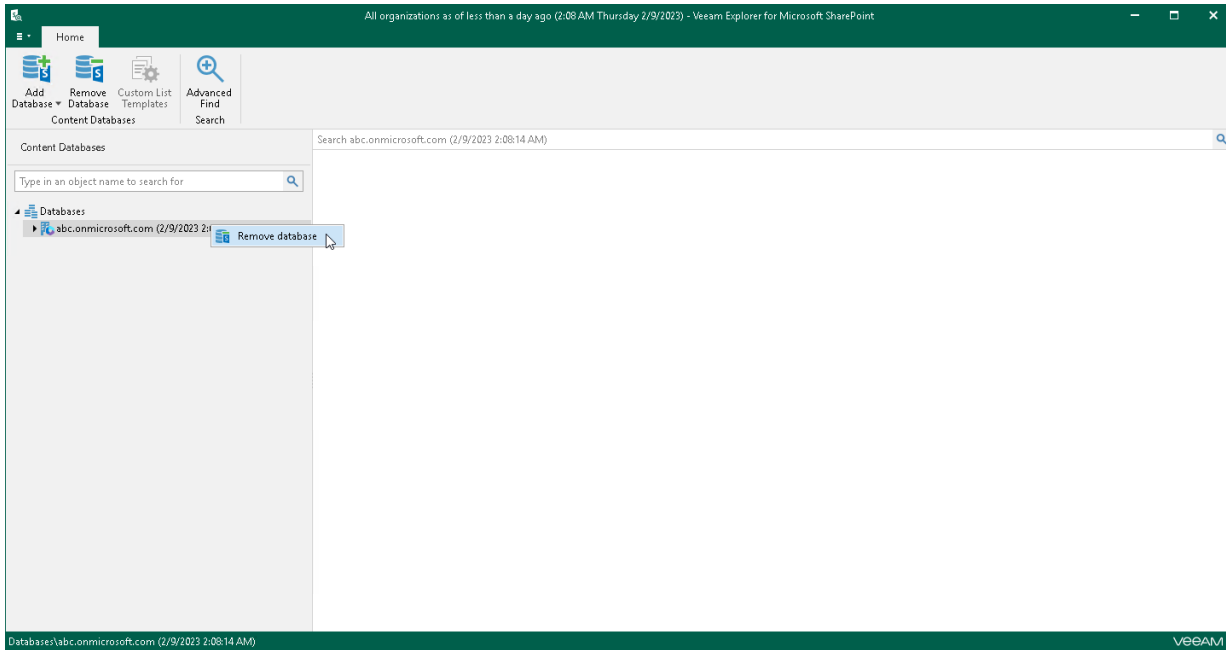 All organizations as of less than a day ago (2:08 AM Thursday 2/9/2023) - Veeam Explorer for Microsoft SharePoint
Home
Add Database
Remove Database
Custom List Templates
Advanced Find
Content Databases
Search
Content Databases
Search abc.onmicrosoft.com (2/9/2023 2:08:14 AM)
Type in an object name to search for
Databases
abc.onmicrosoft.com (2/9/2023 2:
Remove database
Databases\abc.onmicrosoft.com (2/9/2023 2:08:14 AM)
veeam